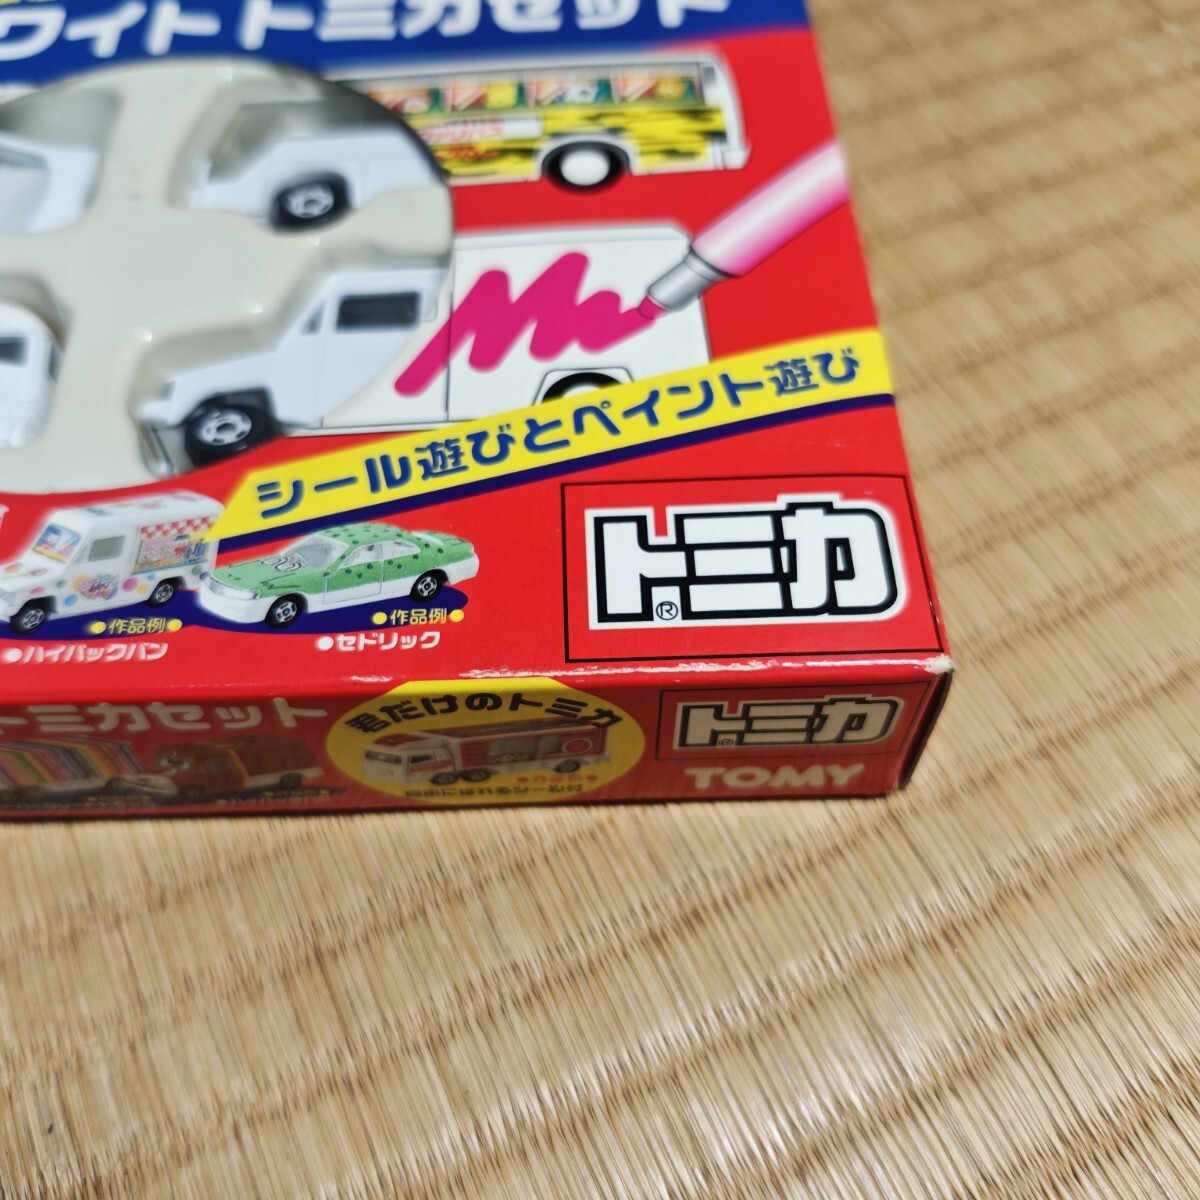 ワイトトミカセット
シール遊びとペイント遊び
トミカ
®
●作品例●
●ハイバックバン
●作品例●
●セドリック
トミカセット
君だけのトミカ
トミカ
TOMY